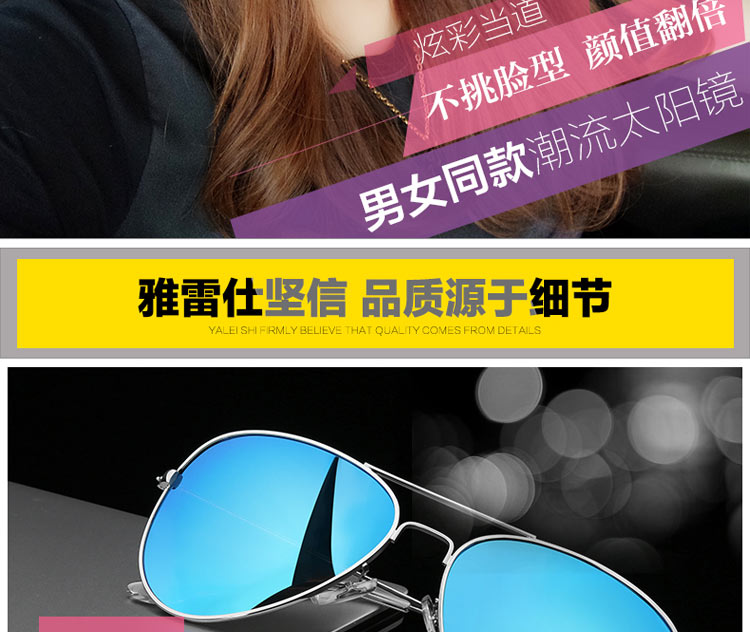 炫彩当道
不挑脸型 颜值翻倍
男女同款潮流太阳镜
雅雷仕坚信 品质源于细节
YALEI SHI FIRMLY BELIEVE THAT QUALITY COMES FROM DETAILS